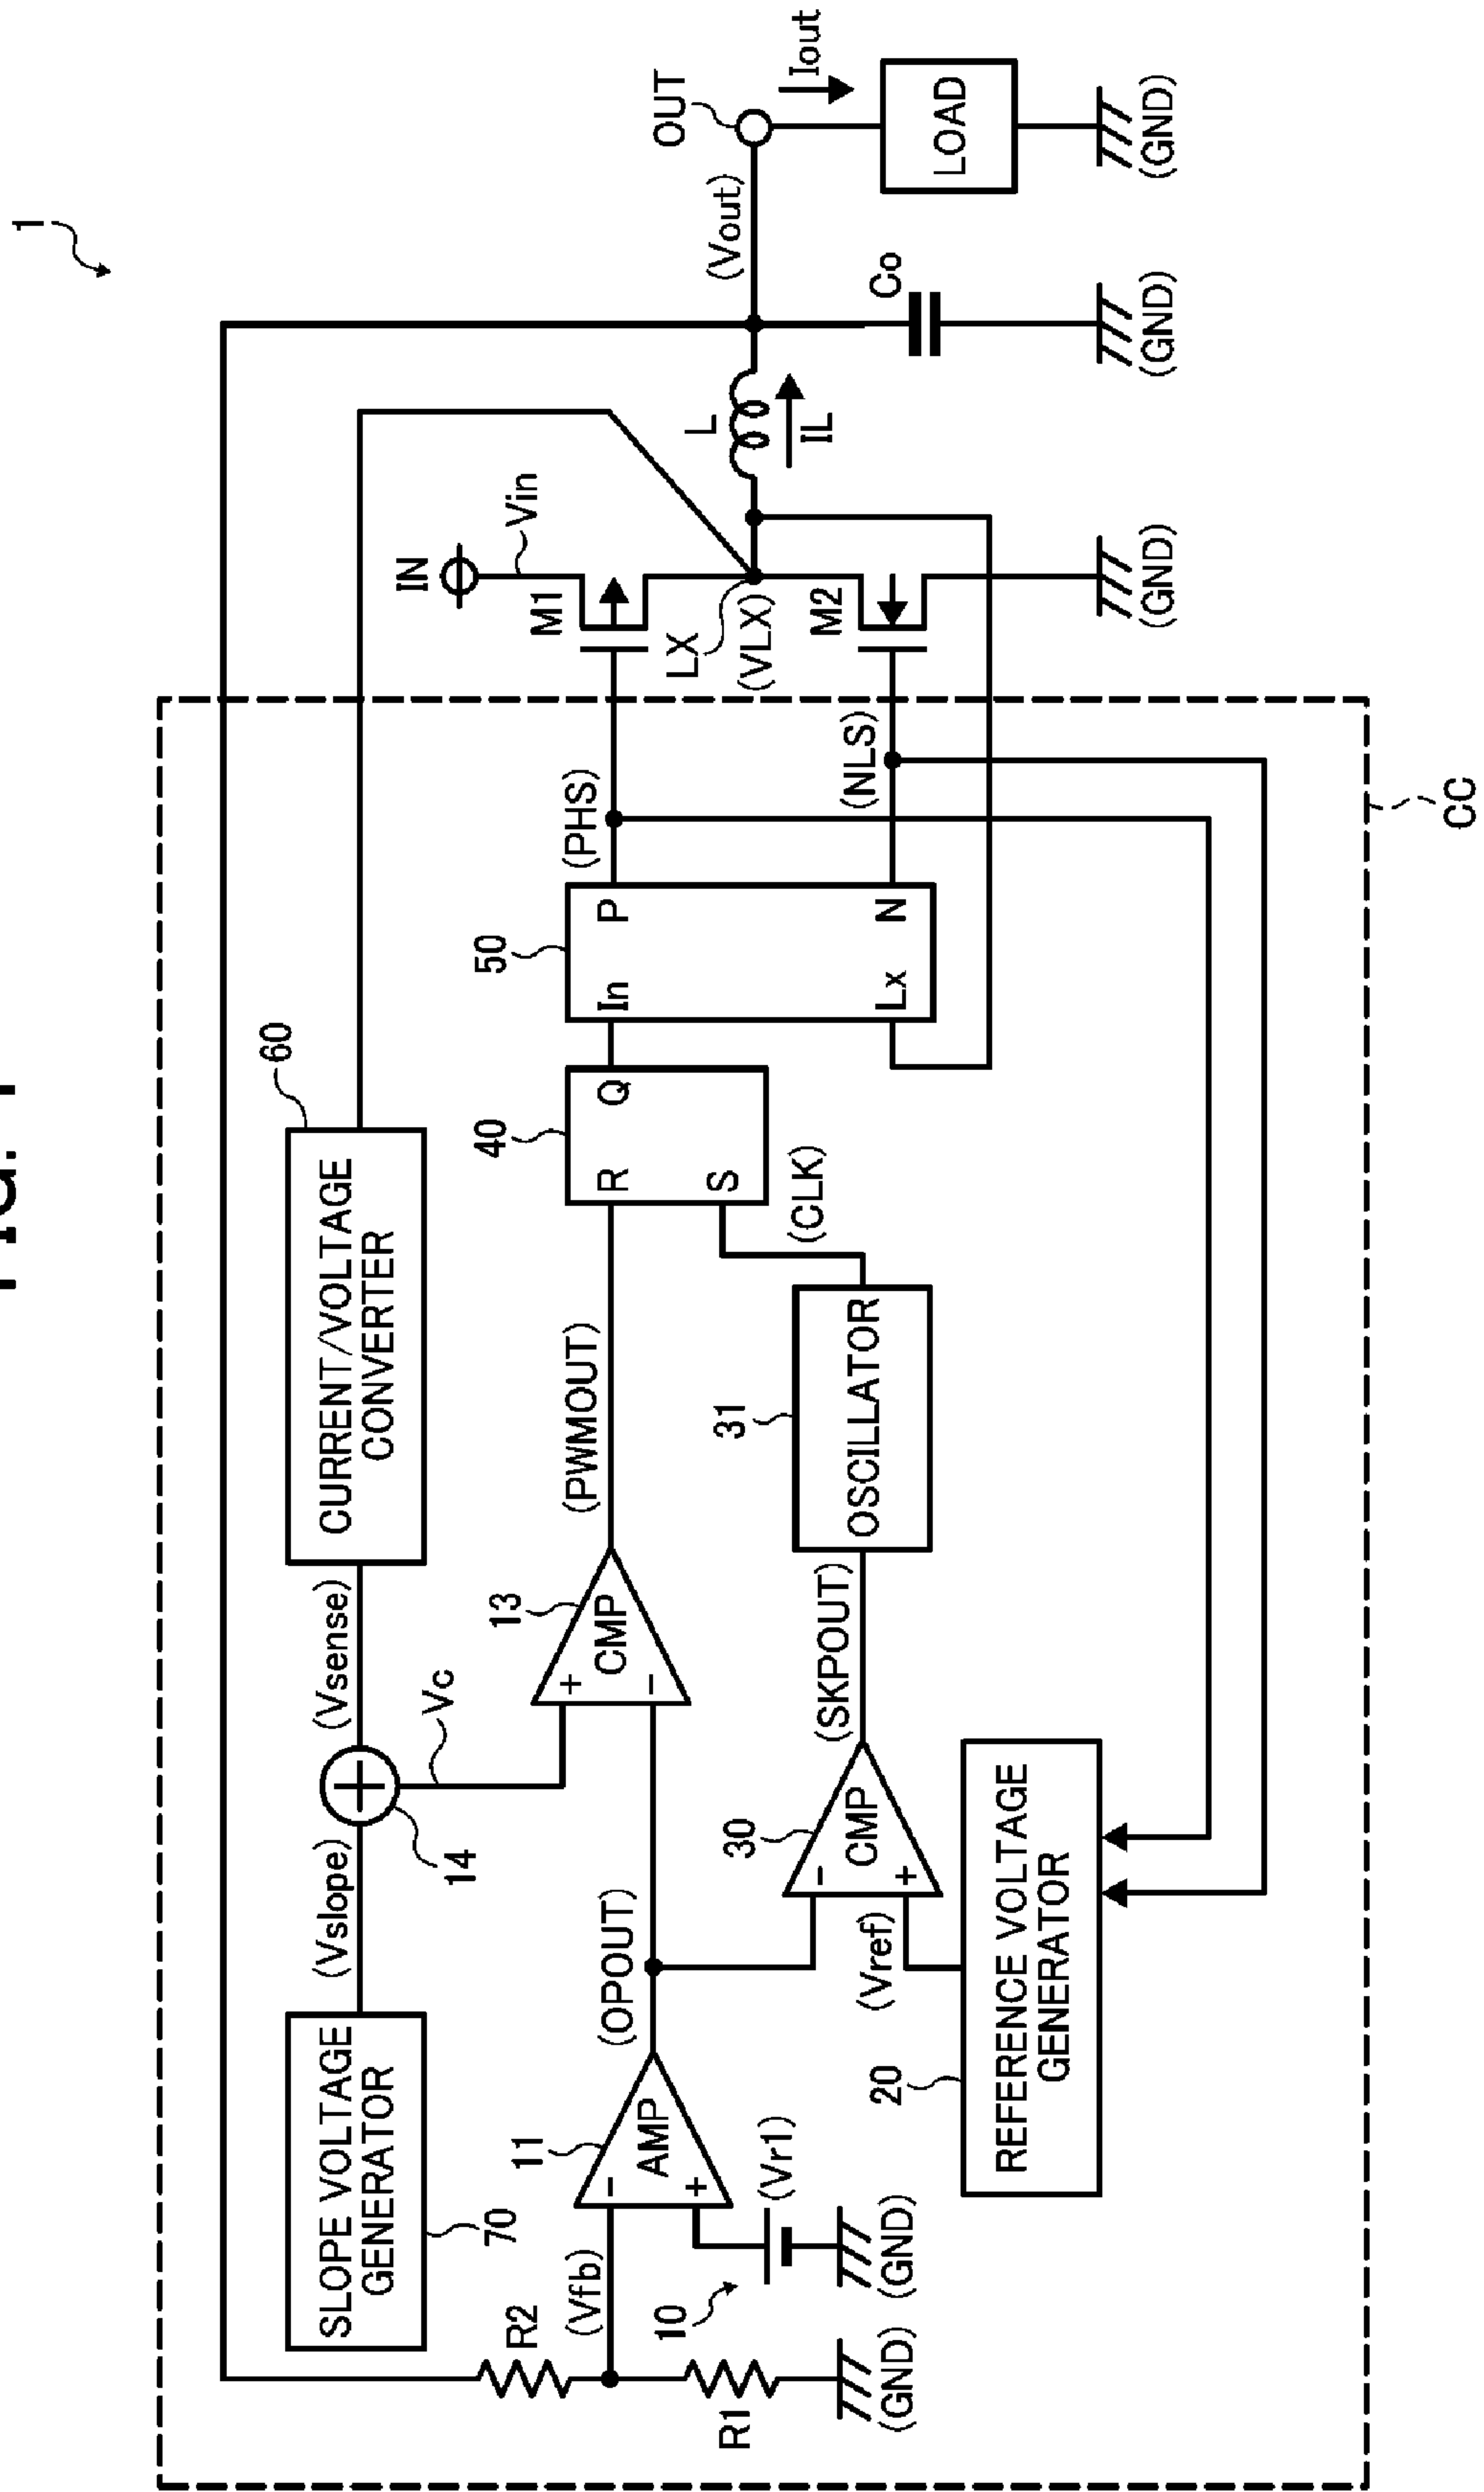 FIG. 1
1
60
CURRENT/VOLTAGE
CONVERTER
(Vsense)
14
Vc
(Vslope)
SLOPE VOLTAGE
GENERATOR
70
R2
R1
(GND)
(Vfb)
10
(Vr1)
(GND)
11
AMP
-
+
(OPOUT)
13
CMP
+
-
(PWMOUT)
40
R
S
Q
(CLK)
31
OSCILLATOR
(SKPOUT)
30
CMP
-
+
(Vref)
20
REFERENCE VOLTAGE
GENERATOR
50
In
P
Lx
N
(PHS)
(NLS)
IN
Vin
M1
LX
(VLX)
M2
(GND)
L
IL
Co
(GND)
(Vout)
OUT
Iout
LOAD
(GND)
CC